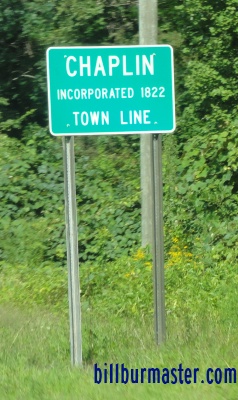 CHAPLIN
INCORPORATED 1822
TOWN LINE
billburmaster.com